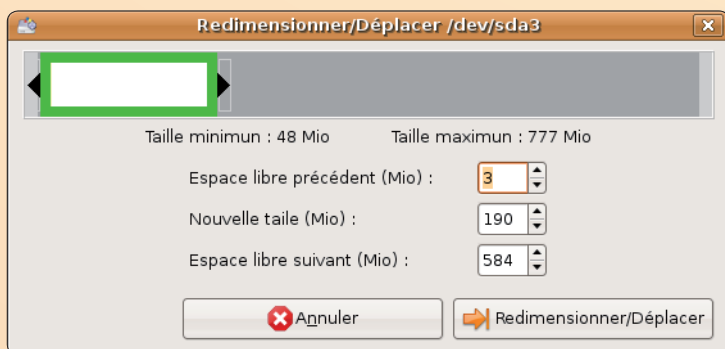 Redimensionner/Déplacer /dev/sda3
Taille minimun : 48 Mio Taille maximun : 777 Mio
Espace libre précédent (Mio) : 3
Nouvelle taile (Mio) : 190
Espace libre suivant (Mio) : 584
Annuler Redimensionner/Déplacer